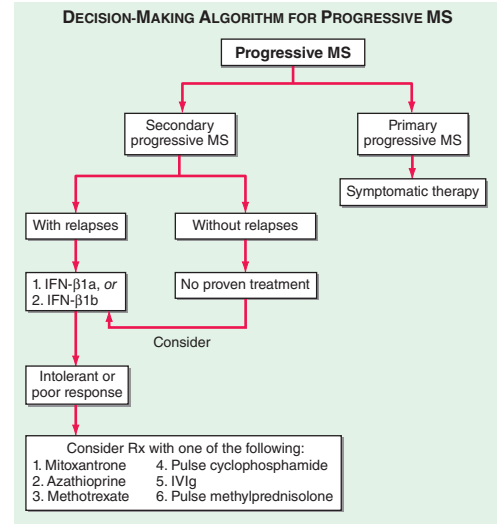 DECISION-MAKING ALGORITHM FOR PROGRESSIVE MS
Progressive MS
Secondary
progressive MS
Primary
progressive MS
Symptomatic therapy
With relapses
Without relapses
1. IFN-β1a, or
2. IFN-β1b
No proven treatment
Consider
Intolerant or
poor response
Consider Rx with one of the following:
1. Mitoxantrone
2. Azathioprine
3. Methotrexate
4. Pulse cyclophosphamide
5. IVIg
6. Pulse methylprednisolone